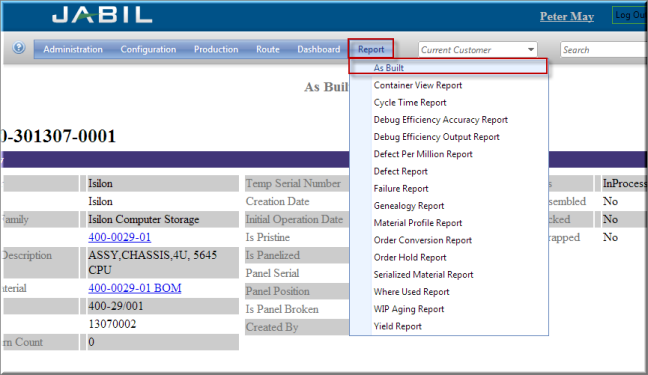 JABIL
Peter May
Log Ou
Administration Configuration Production Route Dashboard Report Current Customer Search
As Buil
As Built
Container View Report
Cycle Time Report
Debug Efficiency Accuracy Report
Debug Efficiency Output Report
Defect Per Million Report
Defect Report
Failure Report
Genealogy Report
Material Profile Report
Order Conversion Report
Order Hold Report
Serialized Material Report
Where Used Report
WIP Aging Report
Yield Report
0-301307-0001
Isilon Temp Serial Number s InProcess
Isilon Creation Date sembled No
Family Isilon Computer Storage Initial Operation Date cked No
400-0029-01 Is Pristine rapped No
Description ASSY,CHASSIS,4U, 5645 Is Panelized
CPU Panel Serial
terial 400-0029-01 BOM Panel Position
400-29/001 Is Panel Broken
13070002 Created By
rn Count 0